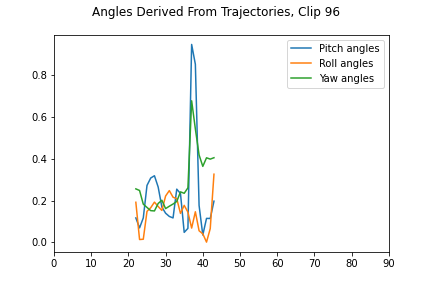 Angles Derived From Trajectories, Clip 96
Pitch angles
Roll angles
Yaw angles
0.8
0.6
0.4
0.2
0.0
0 10 20 30 40 50 60 70 80 90